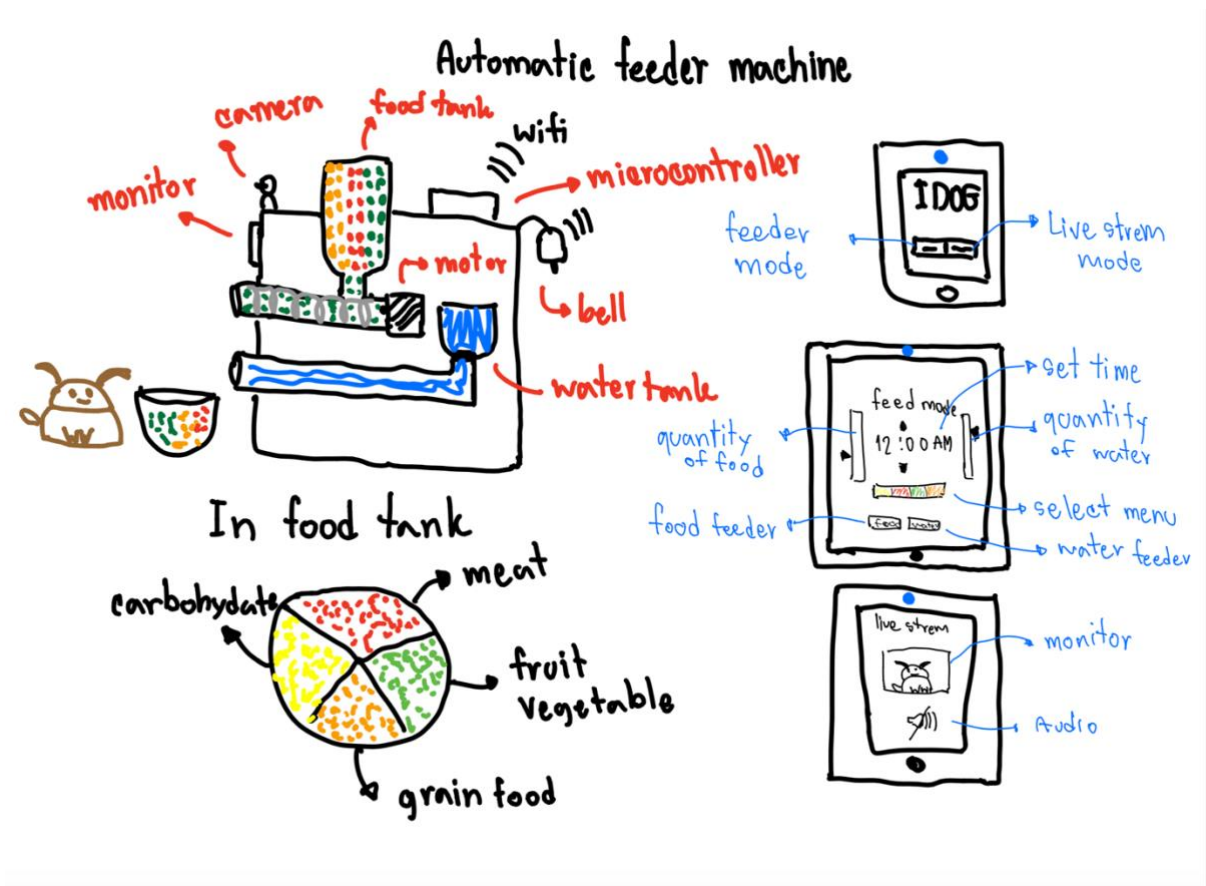 Automatic feeder machine
camera
food tank
wifi
monitor
microcontroller
motor
bell
water tank
In food tank
carbohydate
meat
fruit
vegetable
grain food
I DOG
feeder
mode
Live strem
mode
feed mode
12:00 AM
set time
quantity
of food
quantity
of water
select menu
food feeder
food
water
water feeder
live strem
monitor
Audio